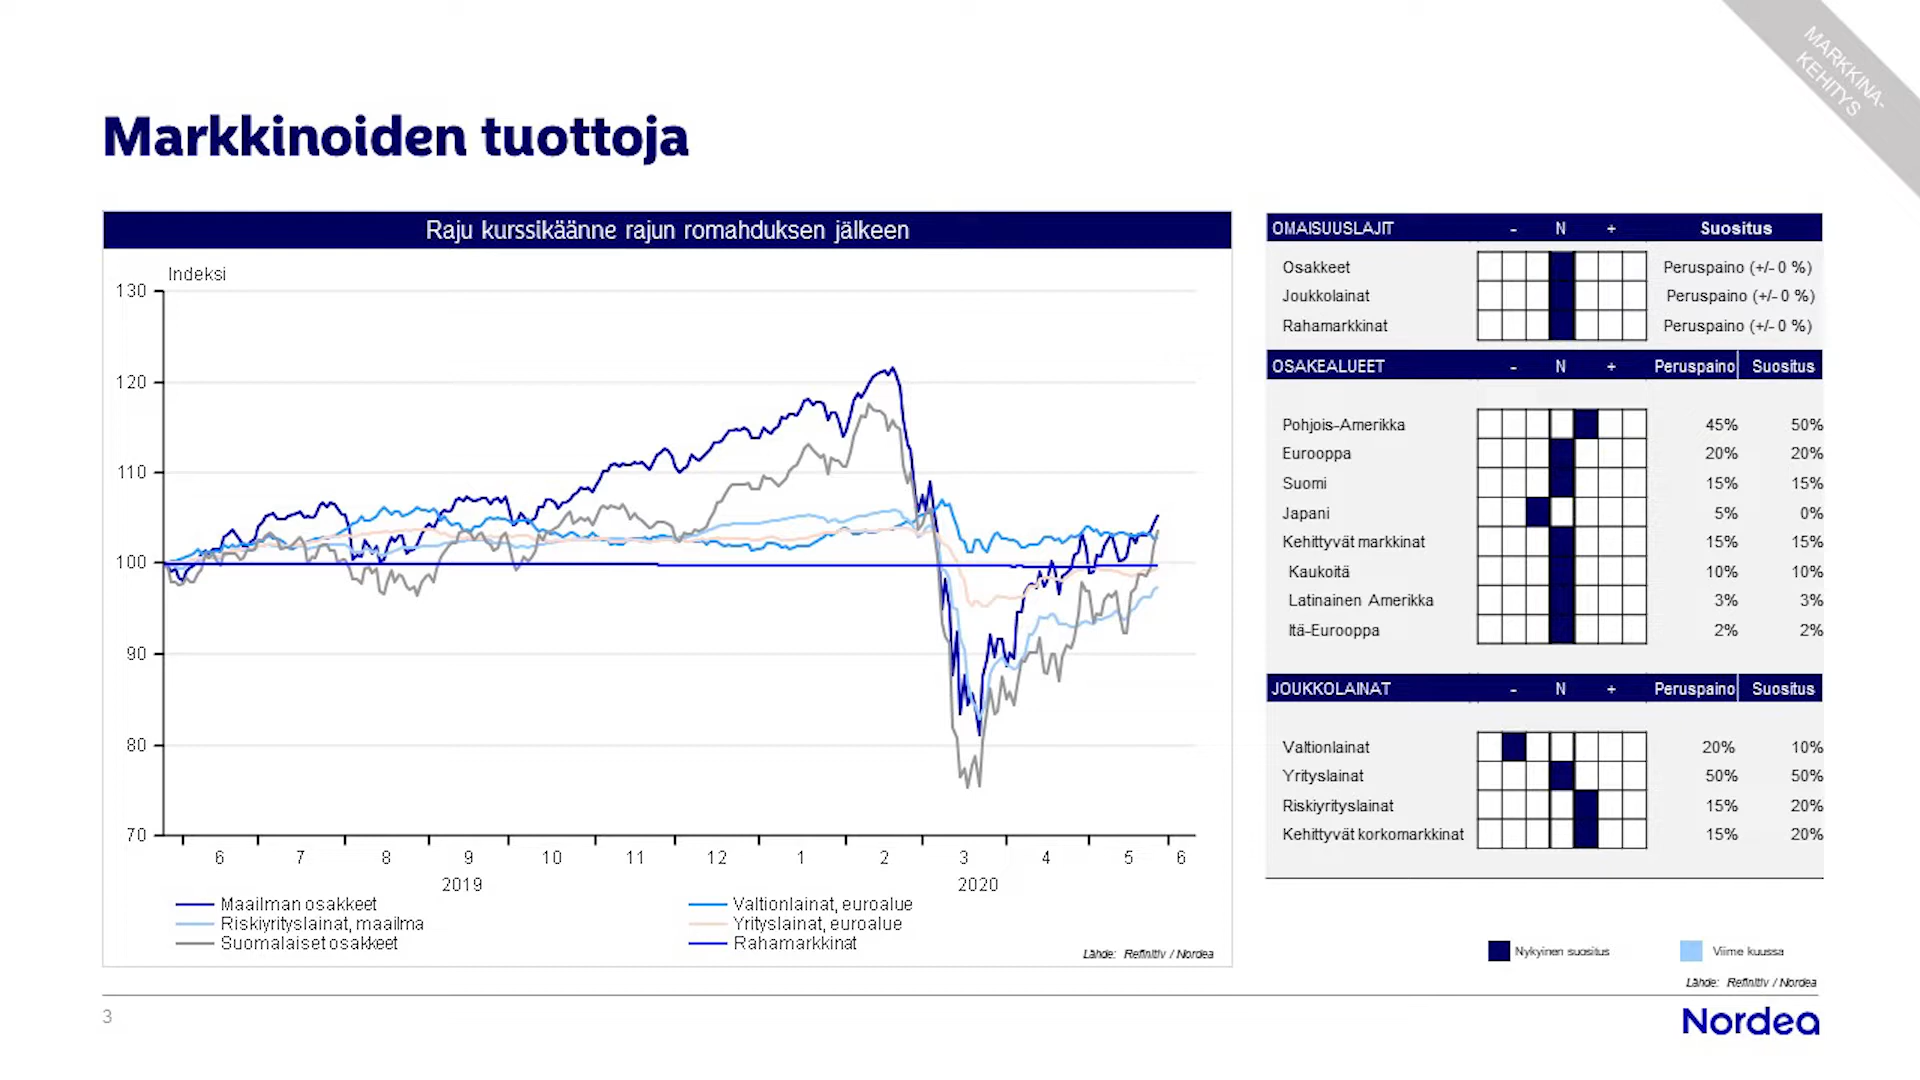 MARKKINA-
KEHITYS
Markkinoiden tuottoja
Raju kurssikäänne rajun romahduksen jälkeen
Indeksi
130
120
110
100
90
80
70
6 7 8 9 10 11 12 1 2 3 4 5 6
2019 2020
Maailman osakkeet Valtionlainat, euroalue
Riskiyrityslainat, maailma Yrityslainat, euroalue
Suomalaiset osakkeet Rahamarkkinat
Lähde: Refinitiv / Nordea
OMAISUUSLAJIT - N + Suositus
Osakkeet Peruspaino (+/- 0 %)
Joukkolainat Peruspaino (+/- 0 %)
Rahamarkkinat Peruspaino (+/- 0 %)
OSAKEALUEET - N + Peruspaino Suositus
Pohjois-Amerikka 45% 50%
Eurooppa 20% 20%
Suomi 15% 15%
Japani 5% 0%
Kehittyvät markkinat 15% 15%
Kaukoitä 10% 10%
Latinainen Amerikka 3% 3%
Itä-Eurooppa 2% 2%
JOUKKOLAINAT - N + Peruspaino Suositus
Valtionlainat 20% 10%
Yrityslainat 50% 50%
Riskiyrityslainat 15% 20%
Kehittyvät korkomarkkinat 15% 20%
Nykyinen suositus Viime kuussa
Lähde: Refinitiv / Nordea
3
Nordea